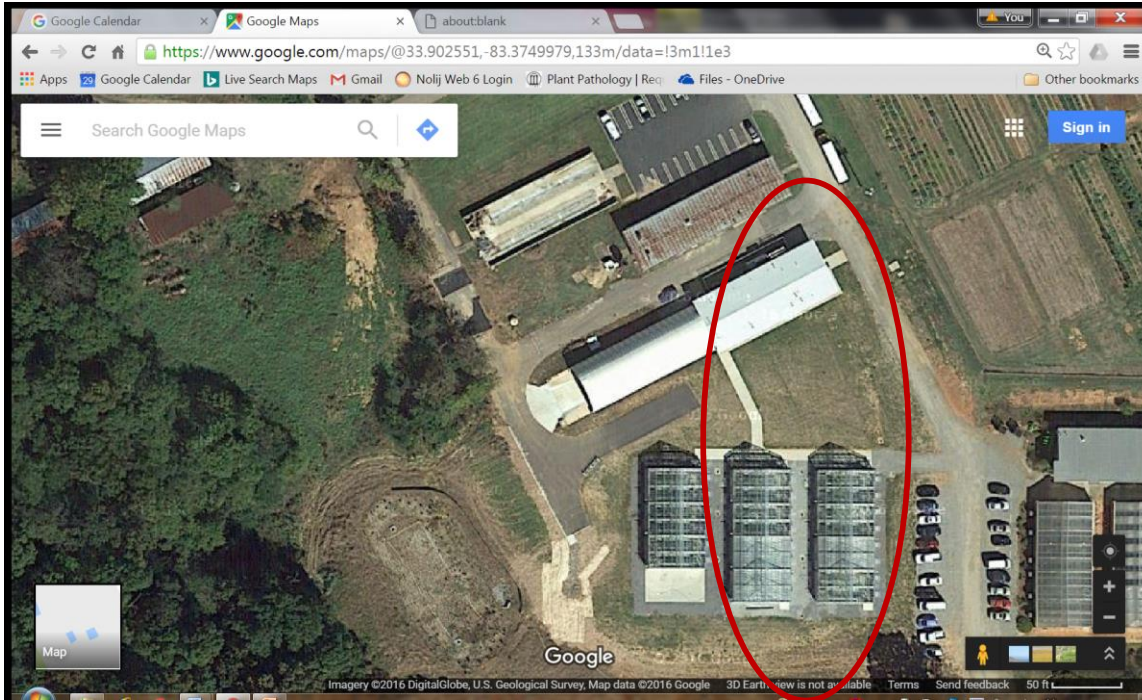 Google Calendar
Google Maps
about:blank
You
https://www.google.com/maps/@33.902551,-83.3749979,133m/data=!3m1!1e3
Apps
29
Google Calendar
Live Search Maps
Gmail
Nolij Web 6 Login
Plant Pathology | Req
Files - OneDrive
Other bookmarks
Search Google Maps
Sign in
Map
Google
Imagery ©2016 DigitalGlobe, U.S. Geological Survey, Map data ©2016 Google 3D Earth view is not available Terms Send feedback 50 ft